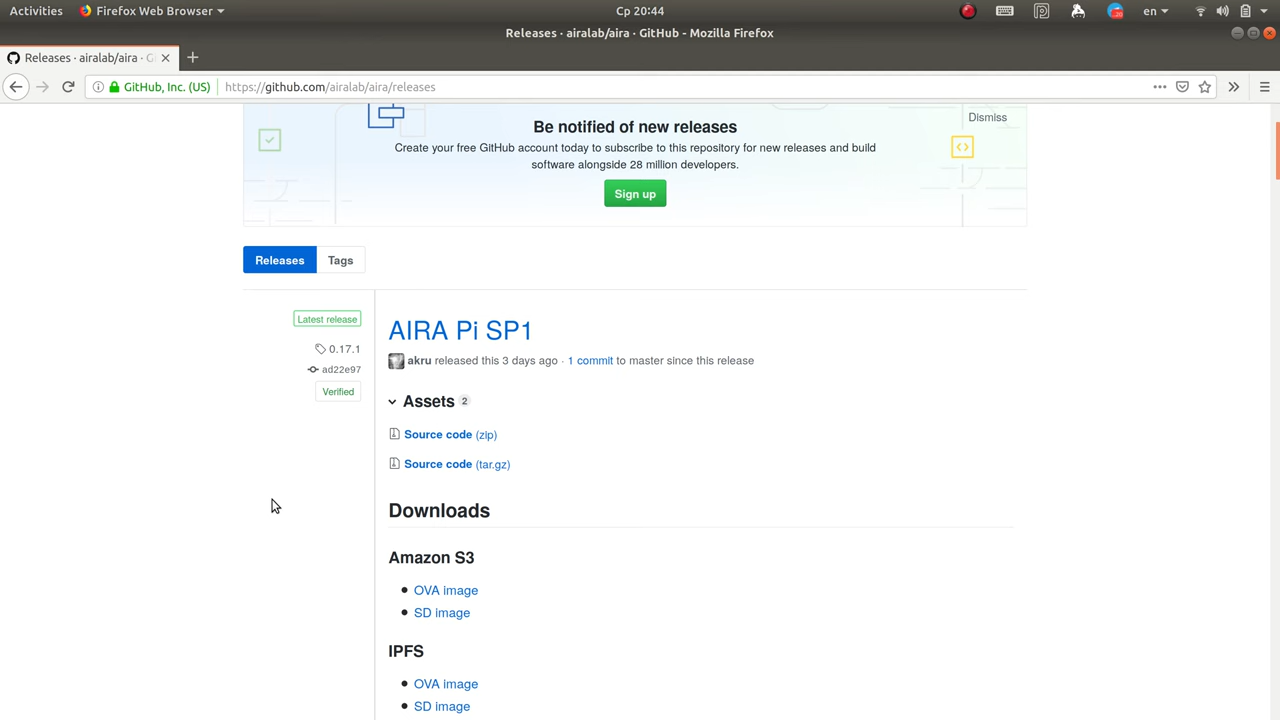 Activities Firefox Web Browser Ср 20:44 en
Releases · airalab/aira · GitHub - Mozilla Firefox
Releases · airalab/aira · G
GitHub, Inc. (US) https://github.com/airalab/aira/releases
Be notified of new releases
Dismiss
Create your free GitHub account today to subscribe to this repository for new releases and build
software alongside 28 million developers.
Sign up
Releases Tags
Latest release
AIRA Pi SP1
0.17.1
akru released this 3 days ago · 1 commit to master since this release
ad22e97
Verified
Assets 2
Source code (zip)
Source code (tar.gz)
Downloads
Amazon S3
OVA image
SD image
IPFS
OVA image
SD image